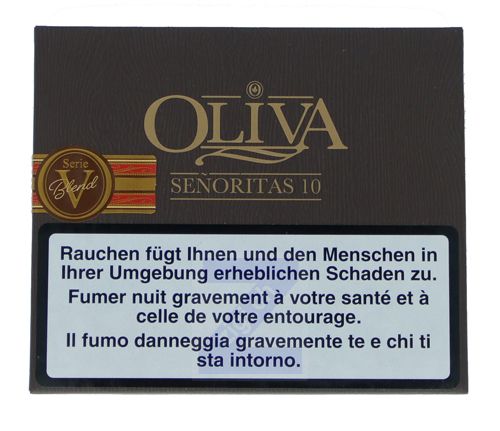 OLIVA
SEÑORITAS 10
Serie
V
Blend
Rauchen fügt Ihnen und den Menschen in
Ihrer Umgebung erheblichen Schaden zu.
Fumer nuit gravement à votre santé et à
celle de votre entourage.
Il fumo danneggia gravemente te e chi ti
sta intorno.